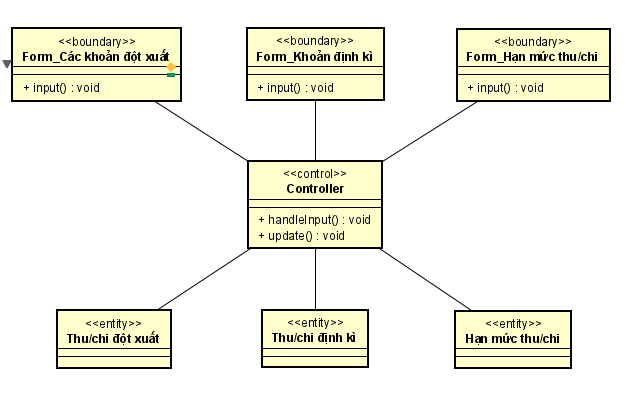 <<boundary>>
Form_Các khoản đột xuất
+ input() : void
<<boundary>>
Form_Khoản định kì
+ input() : void
<<boundary>>
Form_Hạn mức thu/chi
+ input() : void
<<control>>
Controller
+ handleInput() : void
+ update() : void
<<entity>>
Thu/chi đột xuất
<<entity>>
Thu/chi định kì
<<entity>>
Hạn mức thu/chi